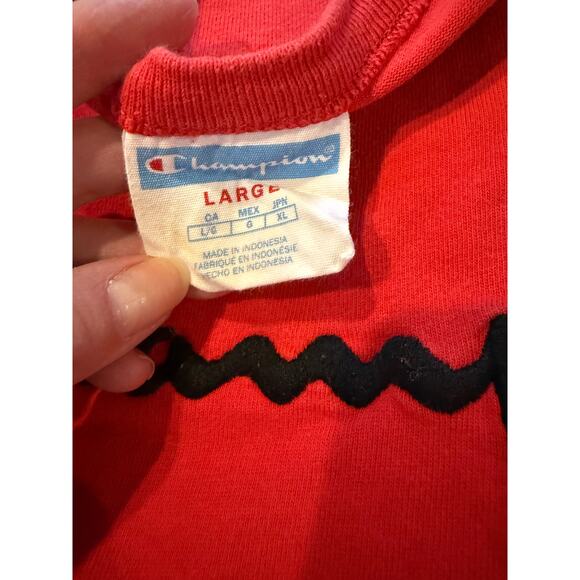 Champion®
LARGE
CA MEX JPN
L/G G XL
MADE IN INDONESIA
FABRIQUÉ EN INDONÉSIE
HECHO EN INDONESIA